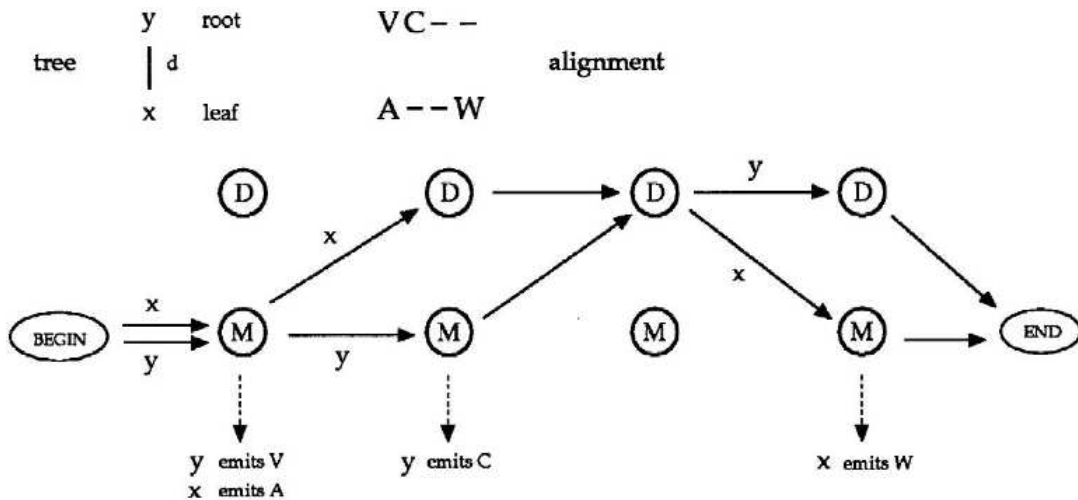 y root
VC--
tree d alignment
x leaf
A--W
D D D y D
x x
x
BEGIN M M M M END
y y
y emits V y emits C x emits W
x emits A